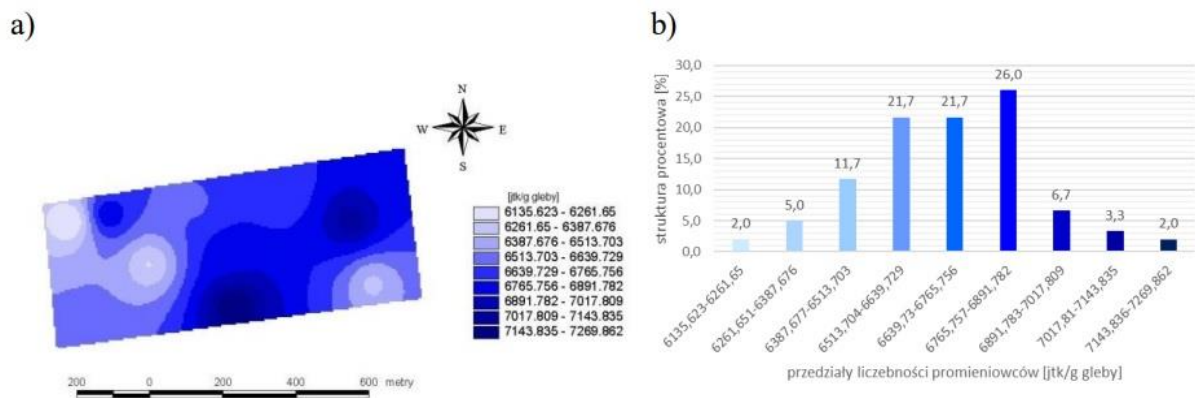 a)
N
W E
S
[jtk/g gleby]
6135.623 - 6261.65
6261.65 - 6387.676
6387.676 - 6513.703
6513.703 - 6639.729
6639.729 - 6765.756
6765.756 - 6891.782
6891.782 - 7017.809
7017.809 - 7143.835
7143.835 - 7269.862
200 0 200 400 600 metry
b)
struktura procentowa [%]
30,0
25,0
20,0
15,0
10,0
5,0
0,0
2,0
5,0
11,7
21,7
21,7
26,0
6,7
3,3
2,0
6135,623-6261,65
6261,651-6387,676
6387,677-6513,703
6513,704-6639,729
6639,73-6765,756
6765,757-6891,782
6891,783-7017,809
7017,81-7143,835
7143,836-7269,862
przedziały liczebności promieniowców [jtk/g gleby]